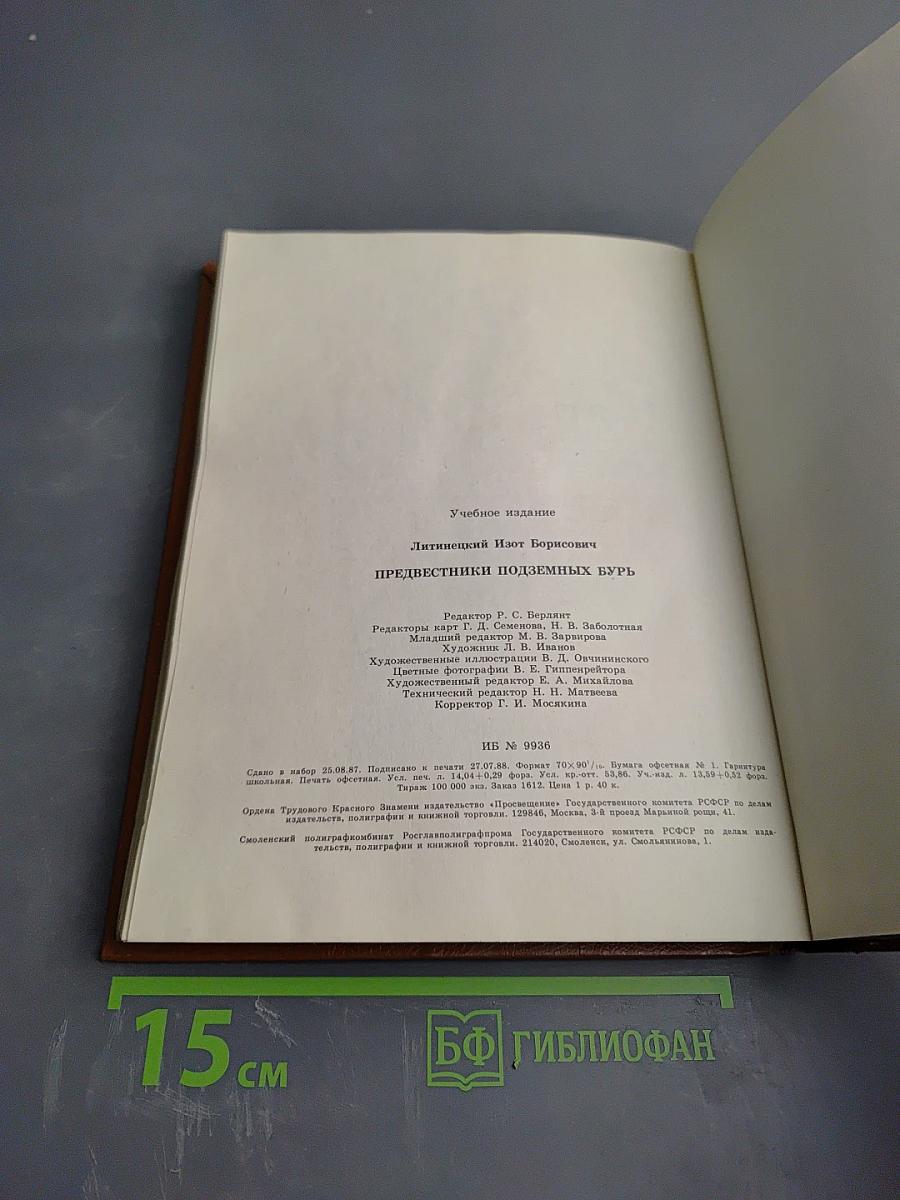 Учебное издание
Литинецкий Изот Борисович
ПРЕДВЕСТНИКИ ПОДЗЕМНЫХ БУРЬ
Редактор Р. С. Берлянт
Редакторы карт Г. Д. Семенова, Н. В. Заболотная
Младший редактор М. В. Зарвирова
Художник Л. В. Иванов
Художественные иллюстрации В. Д. Овчининского
Цветные фотографии В. Е. Гиппенрейтора
Художественный редактор Е. А. Михайлова
Технический редактор Н. Н. Матвеева
Корректор Г. И. Мосякина
ИБ № 9936
Сдано в набор 25.08.87. Подписано к печати 27.07.88. Формат 70×90¹/₁₆. Бумага офсетная № 1. Гарнитура
школьная. Печать офсетная. Усл. печ. л. 14,04+0,29 форз. Усл. кр.-отт. 53,86. Уч.-изд. л. 13,59+0,52 форз.
Тираж 100 000 экз. Заказ 1612. Цена 1 р. 40 к.
Ордена Трудового Красного Знамени издательство «Просвещение» Государственного комитета РСФСР по делам
издательств, полиграфии и книжной торговли. 129846, Москва, 3-й проезд Марьиной рощи, 41.
Смоленский полиграфкомбинат Росглавполиграфпрома Государственного комитета РСФСР по делам изда-
тельств, полиграфии и книжной торговли. 214020, Смоленск, ул. Смольянинова, 1.
15 см
БФ ГИБЛИОФАН